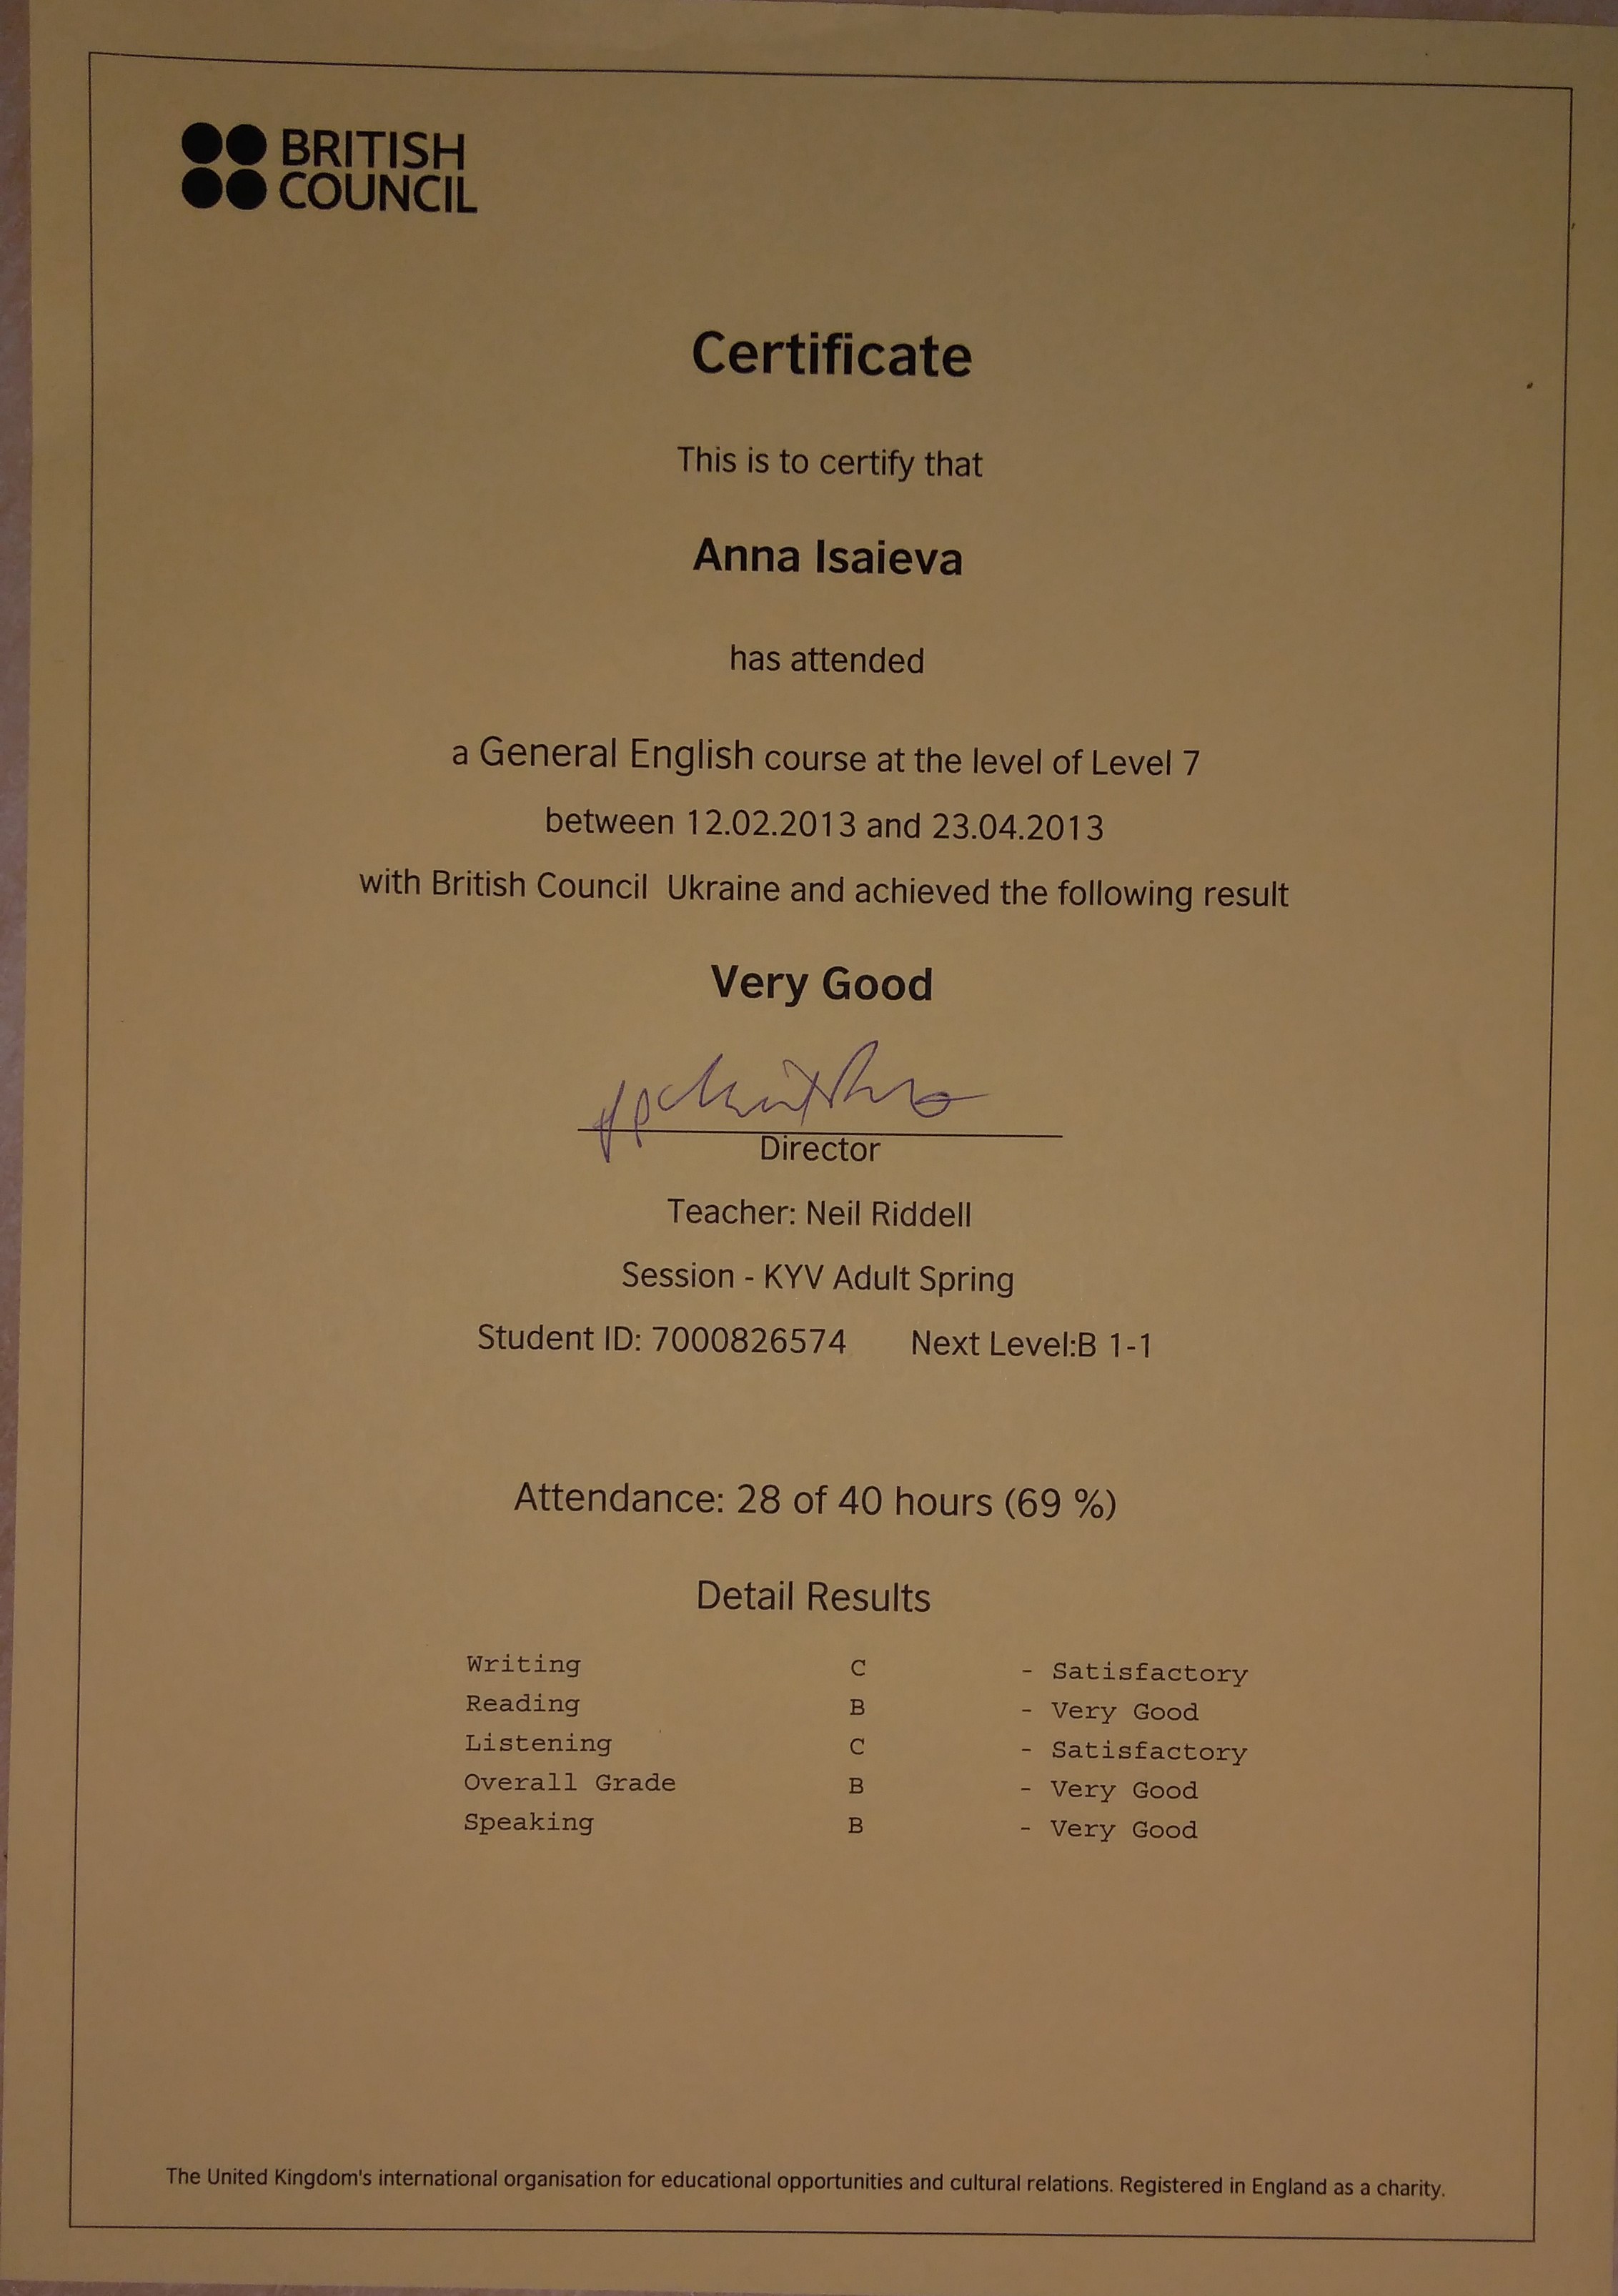 BRITISH
COUNCIL
Certificate
This is to certify that
Anna Isaieva
has attended
a General English course at the level of Level 7
between 12.02.2013 and 23.04.2013
with British Council Ukraine and achieved the following result
Very Good
Director
Teacher: Neil Riddell
Session - KYV Adult Spring
Student ID: 7000826574 Next Level:B 1-1
Attendance: 28 of 40 hours (69 %)
Detail Results
Writing C - Satisfactory
Reading B - Very Good
Listening C - Satisfactory
Overall Grade B - Very Good
Speaking B - Very Good
The United Kingdom's international organisation for educational opportunities and cultural relations. Registered in England as a charity.